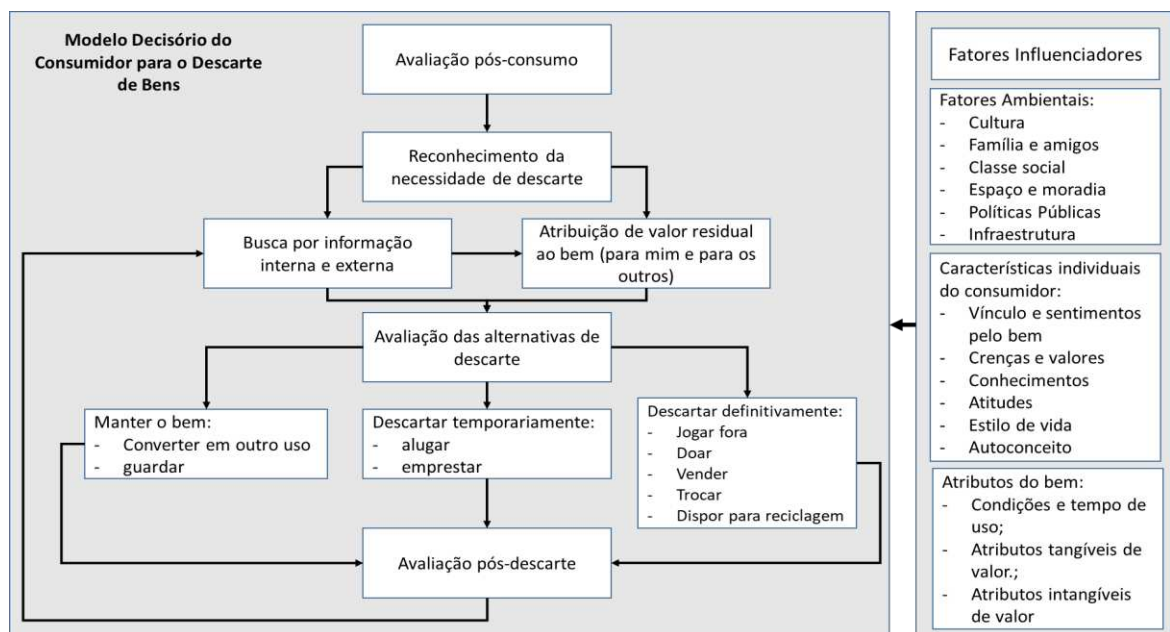 Modelo Decisório do
Consumidor para o Descarte
de Bens
Avaliação pós-consumo
Reconhecimento da
necessidade de descarte
Busca por informação
interna e externa
Atribuição de valor residual
ao bem (para mim e para os
outros)
Avaliação das alternativas de
descarte
Manter o bem:
- Converter em outro uso
- guardar
Descartar temporariamente:
- alugar
- emprestar
Descartar definitivamente:
- Jogar fora
- Doar
- Vender
- Trocar
- Dispor para reciclagem
Avaliação pós-descarte
Fatores Influenciadores
Fatores Ambientais:
- Cultura
- Família e amigos
- Classe social
- Espaço e moradia
- Políticas Públicas
- Infraestrutura
Características individuais
do consumidor:
- Vínculo e sentimentos
pelo bem
- Crenças e valores
- Conhecimentos
- Atitudes
- Estilo de vida
- Autoconceito
Atributos do bem:
- Condições e tempo de
uso;
- Atributos tangíveis de
valor.;
- Atributos intangíveis
de valor